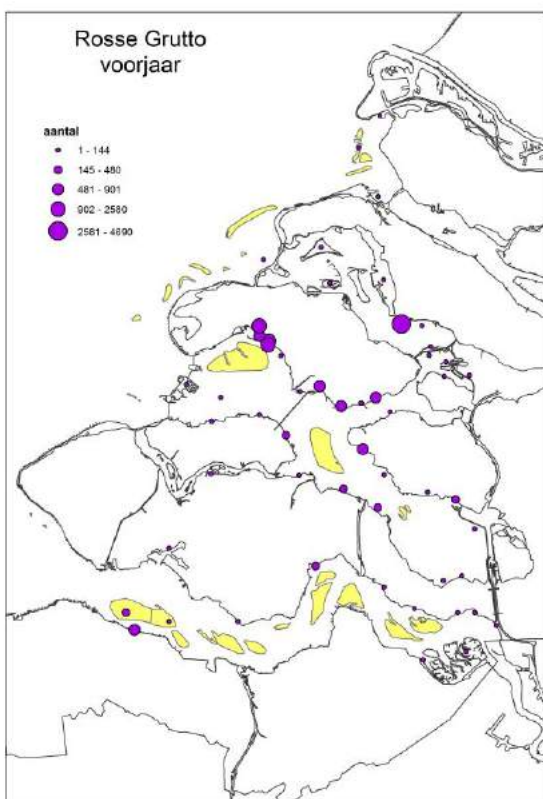 Rosse Grutto
voorjaar
aantal
1 - 144
145 - 480
481 - 901
902 - 2580
2581 - 4890